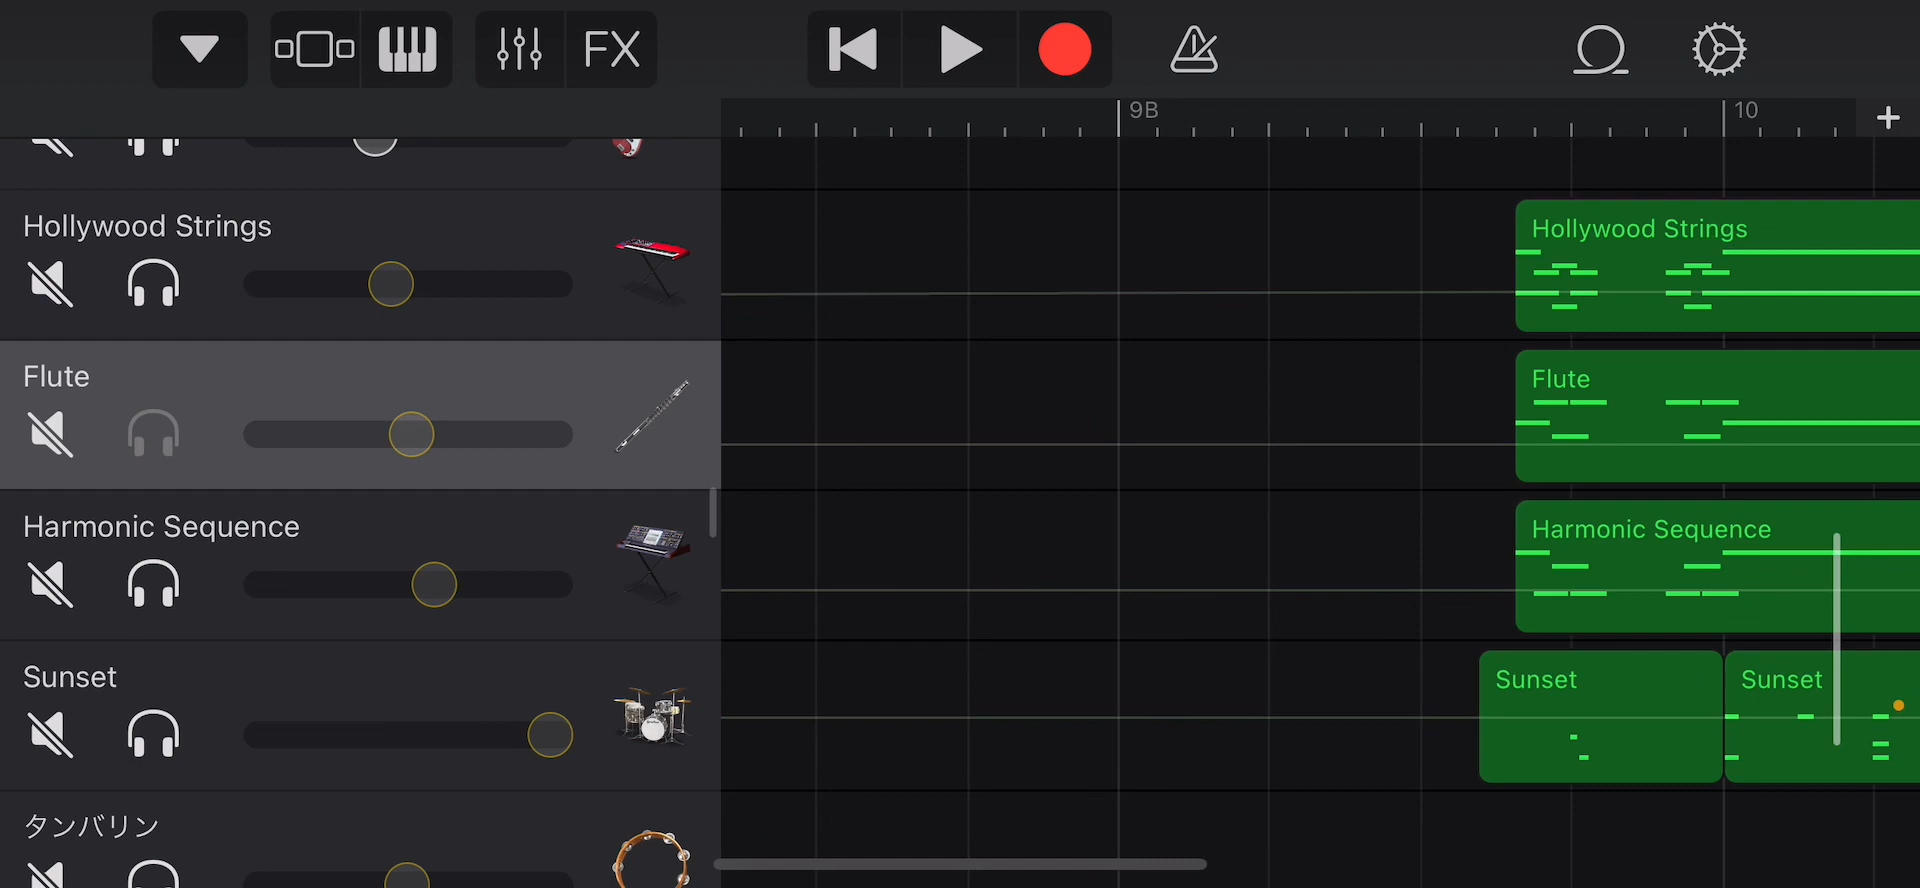 FX
9B
10
Hollywood Strings
Hollywood Strings
Flute
Flute
Harmonic Sequence
Harmonic Sequence
Sunset
Sunset
Sunset
タンバリン